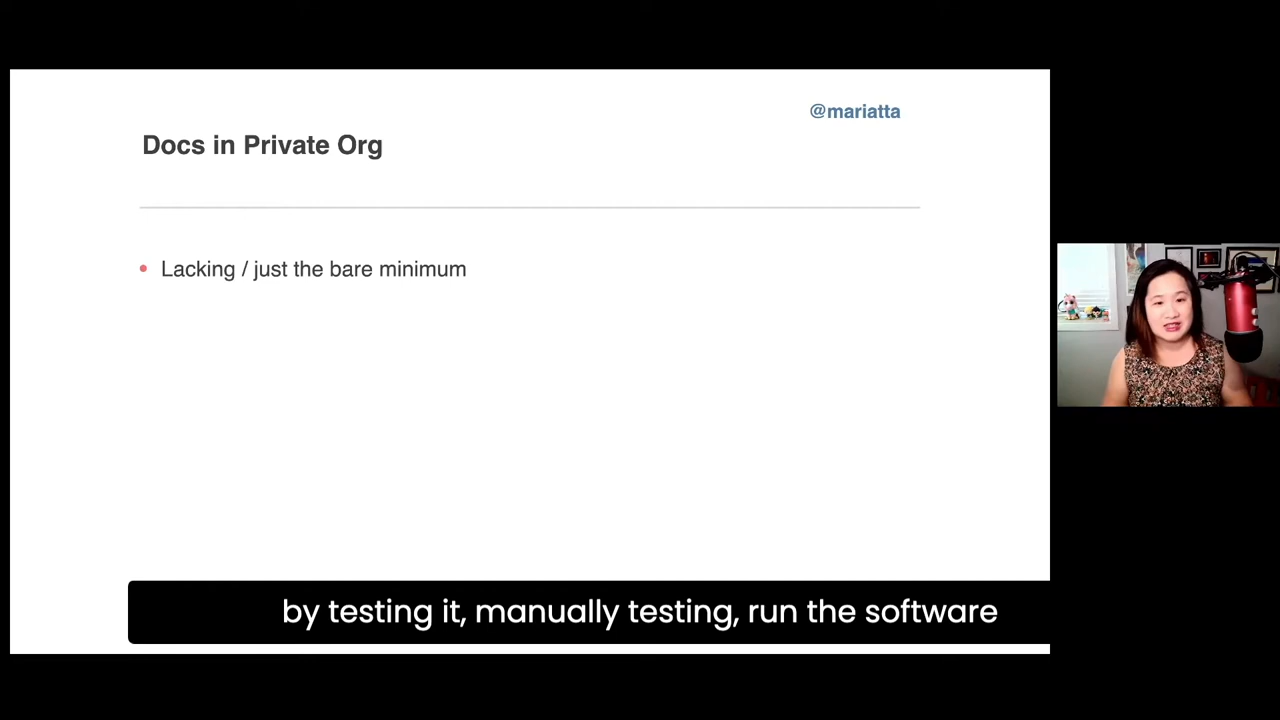 @mariatta
Docs in Private Org
• Lacking / just the bare minimum
by testing it, manually testing, run the software